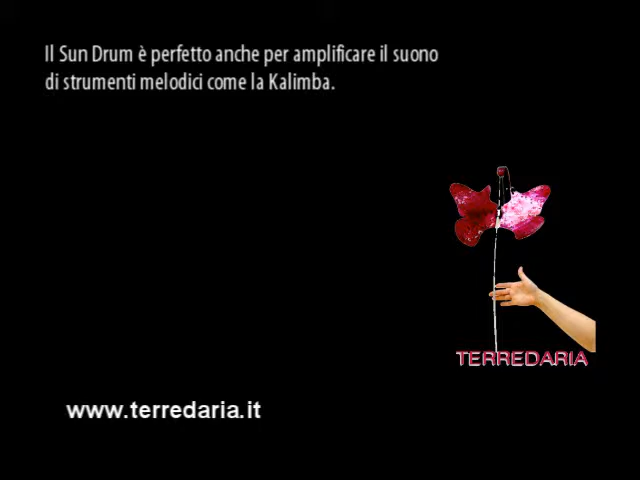 Il Sun Drum è perfetto anche per amplificare il suono
di strumenti melodici come la Kalimba.
TERREDARIA
www.terredaria.it